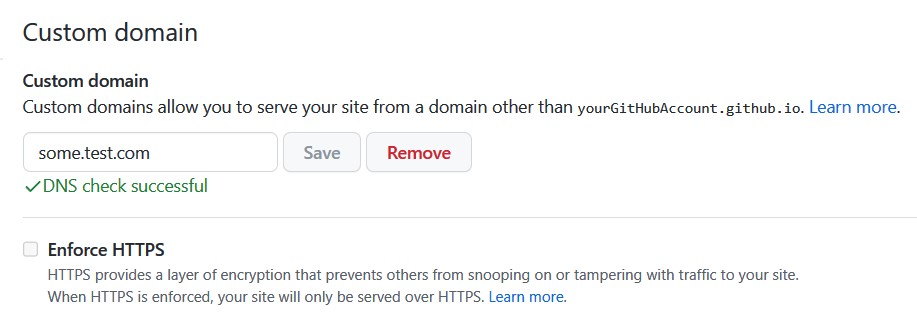 Custom domain
Custom domain
Custom domains allow you to serve your site from a domain other than yourGitHubAccount.github.io. Learn more.
some.test.com Save Remove
✓DNS check successful
Enforce HTTPS
HTTPS provides a layer of encryption that prevents others from snooping on or tampering with traffic to your site.
When HTTPS is enforced, your site will only be served over HTTPS. Learn more.